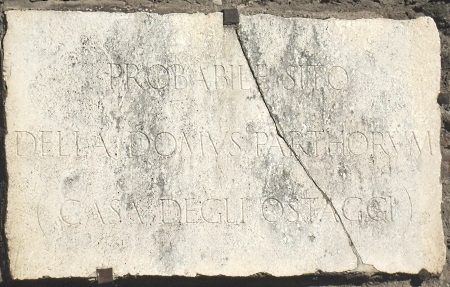 PROBABILE SITO
DELLA DOMVS PARTHORVM
(CASA DEGLI OSTAGGI)